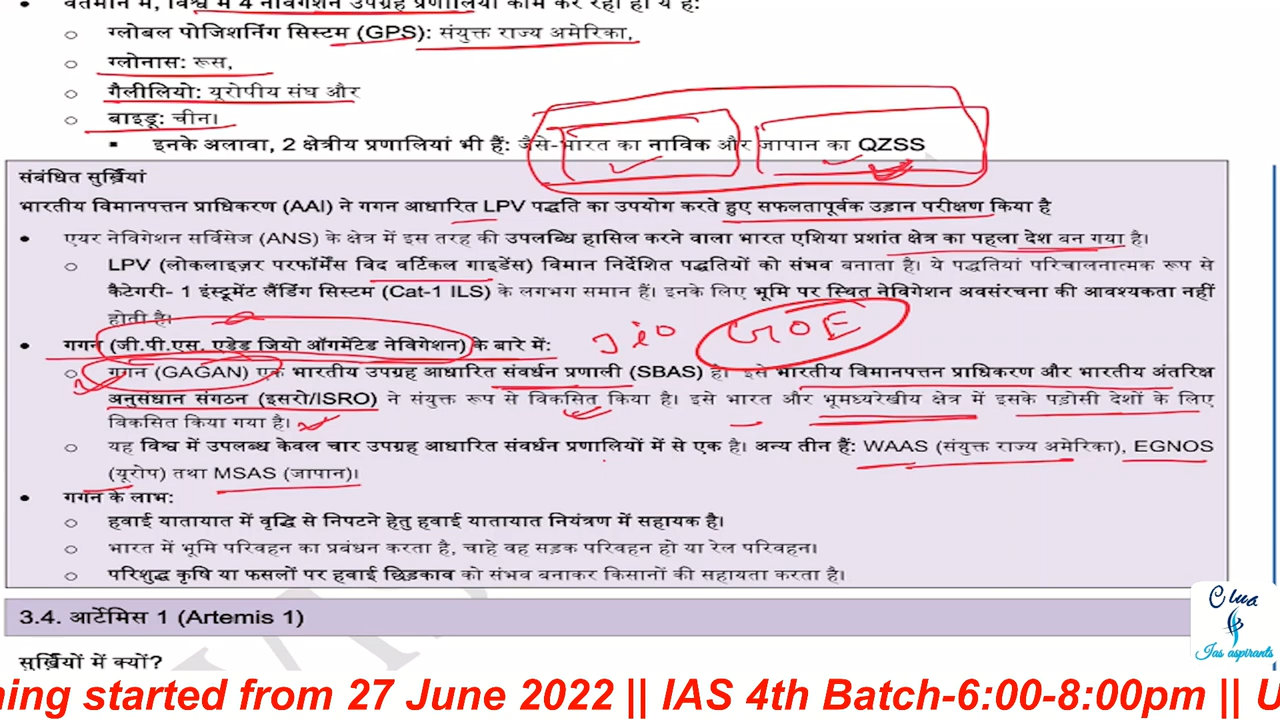 वर्तमान में, विश्व में 4 नेविगेशन उपग्रह प्रणालियां काम कर रही हैं। ये हैं:
ग्लोबल पोजिशनिंग सिस्टम (GPS): संयुक्त राज्य अमेरिका,
ग्लोनास: रूस,
गैलीलियो: यूरोपीय संघ और
बाइडू: चीन।
इनके अलावा, 2 क्षेत्रीय प्रणालियां भी हैं: जैसे-भारत का नाविक और जापान का QZSS
संबंधित सुर्ख़ियां
भारतीय विमानपत्तन प्राधिकरण (AAI) ने गगन आधारित LPV पद्धति का उपयोग करते हुए सफलतापूर्वक उड़ान परीक्षण किया है
एयर नेविगेशन सर्विसेज (ANS) के क्षेत्र में इस तरह की उपलब्धि हासिल करने वाला भारत एशिया प्रशांत क्षेत्र का पहला देश बन गया है।
LPV (लोकलाइज़र परफॉर्मेंस विद वर्टिकल गाइडेंस) विमान निर्देशित पद्धतियों को संभव बनाता है। ये पद्धतियां परिचालनात्मक रूप से
कैटेगरी- 1 इंस्ट्रूमेंट लैंडिंग सिस्टम (Cat-1 ILS) के लगभग समान हैं। इनके लिए भूमि पर स्थित नेविगेशन अवसंरचना की आवश्यकता नहीं
होती है।
Jio GOE
गगन (जी.पी.एस. एडेड जियो ऑगमेंटेड नेविगेशन) के बारे में:
गगन (GAGAN) एक भारतीय उपग्रह आधारित संवर्धन प्रणाली (SBAS) है। इसे भारतीय विमानपत्तन प्राधिकरण और भारतीय अंतरिक्ष
अनुसंधान संगठन (इसरो/ISRO) ने संयुक्त रूप से विकसित किया है। इसे भारत और भूमध्यरेखीय क्षेत्र में इसके पड़ोसी देशों के लिए
विकसित किया गया है।
यह विश्व में उपलब्ध केवल चार उपग्रह आधारित संवर्धन प्रणालियों में से एक है। अन्य तीन हैं: WAAS (संयुक्त राज्य अमेरिका), EGNOS
(यूरोप) तथा MSAS (जापान)।
गगन के लाभ:
हवाई यातायात में वृद्धि से निपटने हेतु हवाई यातायात नियंत्रण में सहायक है।
भारत में भूमि परिवहन का प्रबंधन करता है, चाहे वह सड़क परिवहन हो या रेल परिवहन।
परिशुद्ध कृषि या फसलों पर हवाई छिड़काव को संभव बनाकर किसानों की सहायता करता है।
3.4. आर्टेमिस 1 (Artemis 1)
सुर्ख़ियों में क्यों?
Clue
Ias aspirants
ning started from 27 June 2022 || IAS 4th Batch-6:00-8:00pm || U